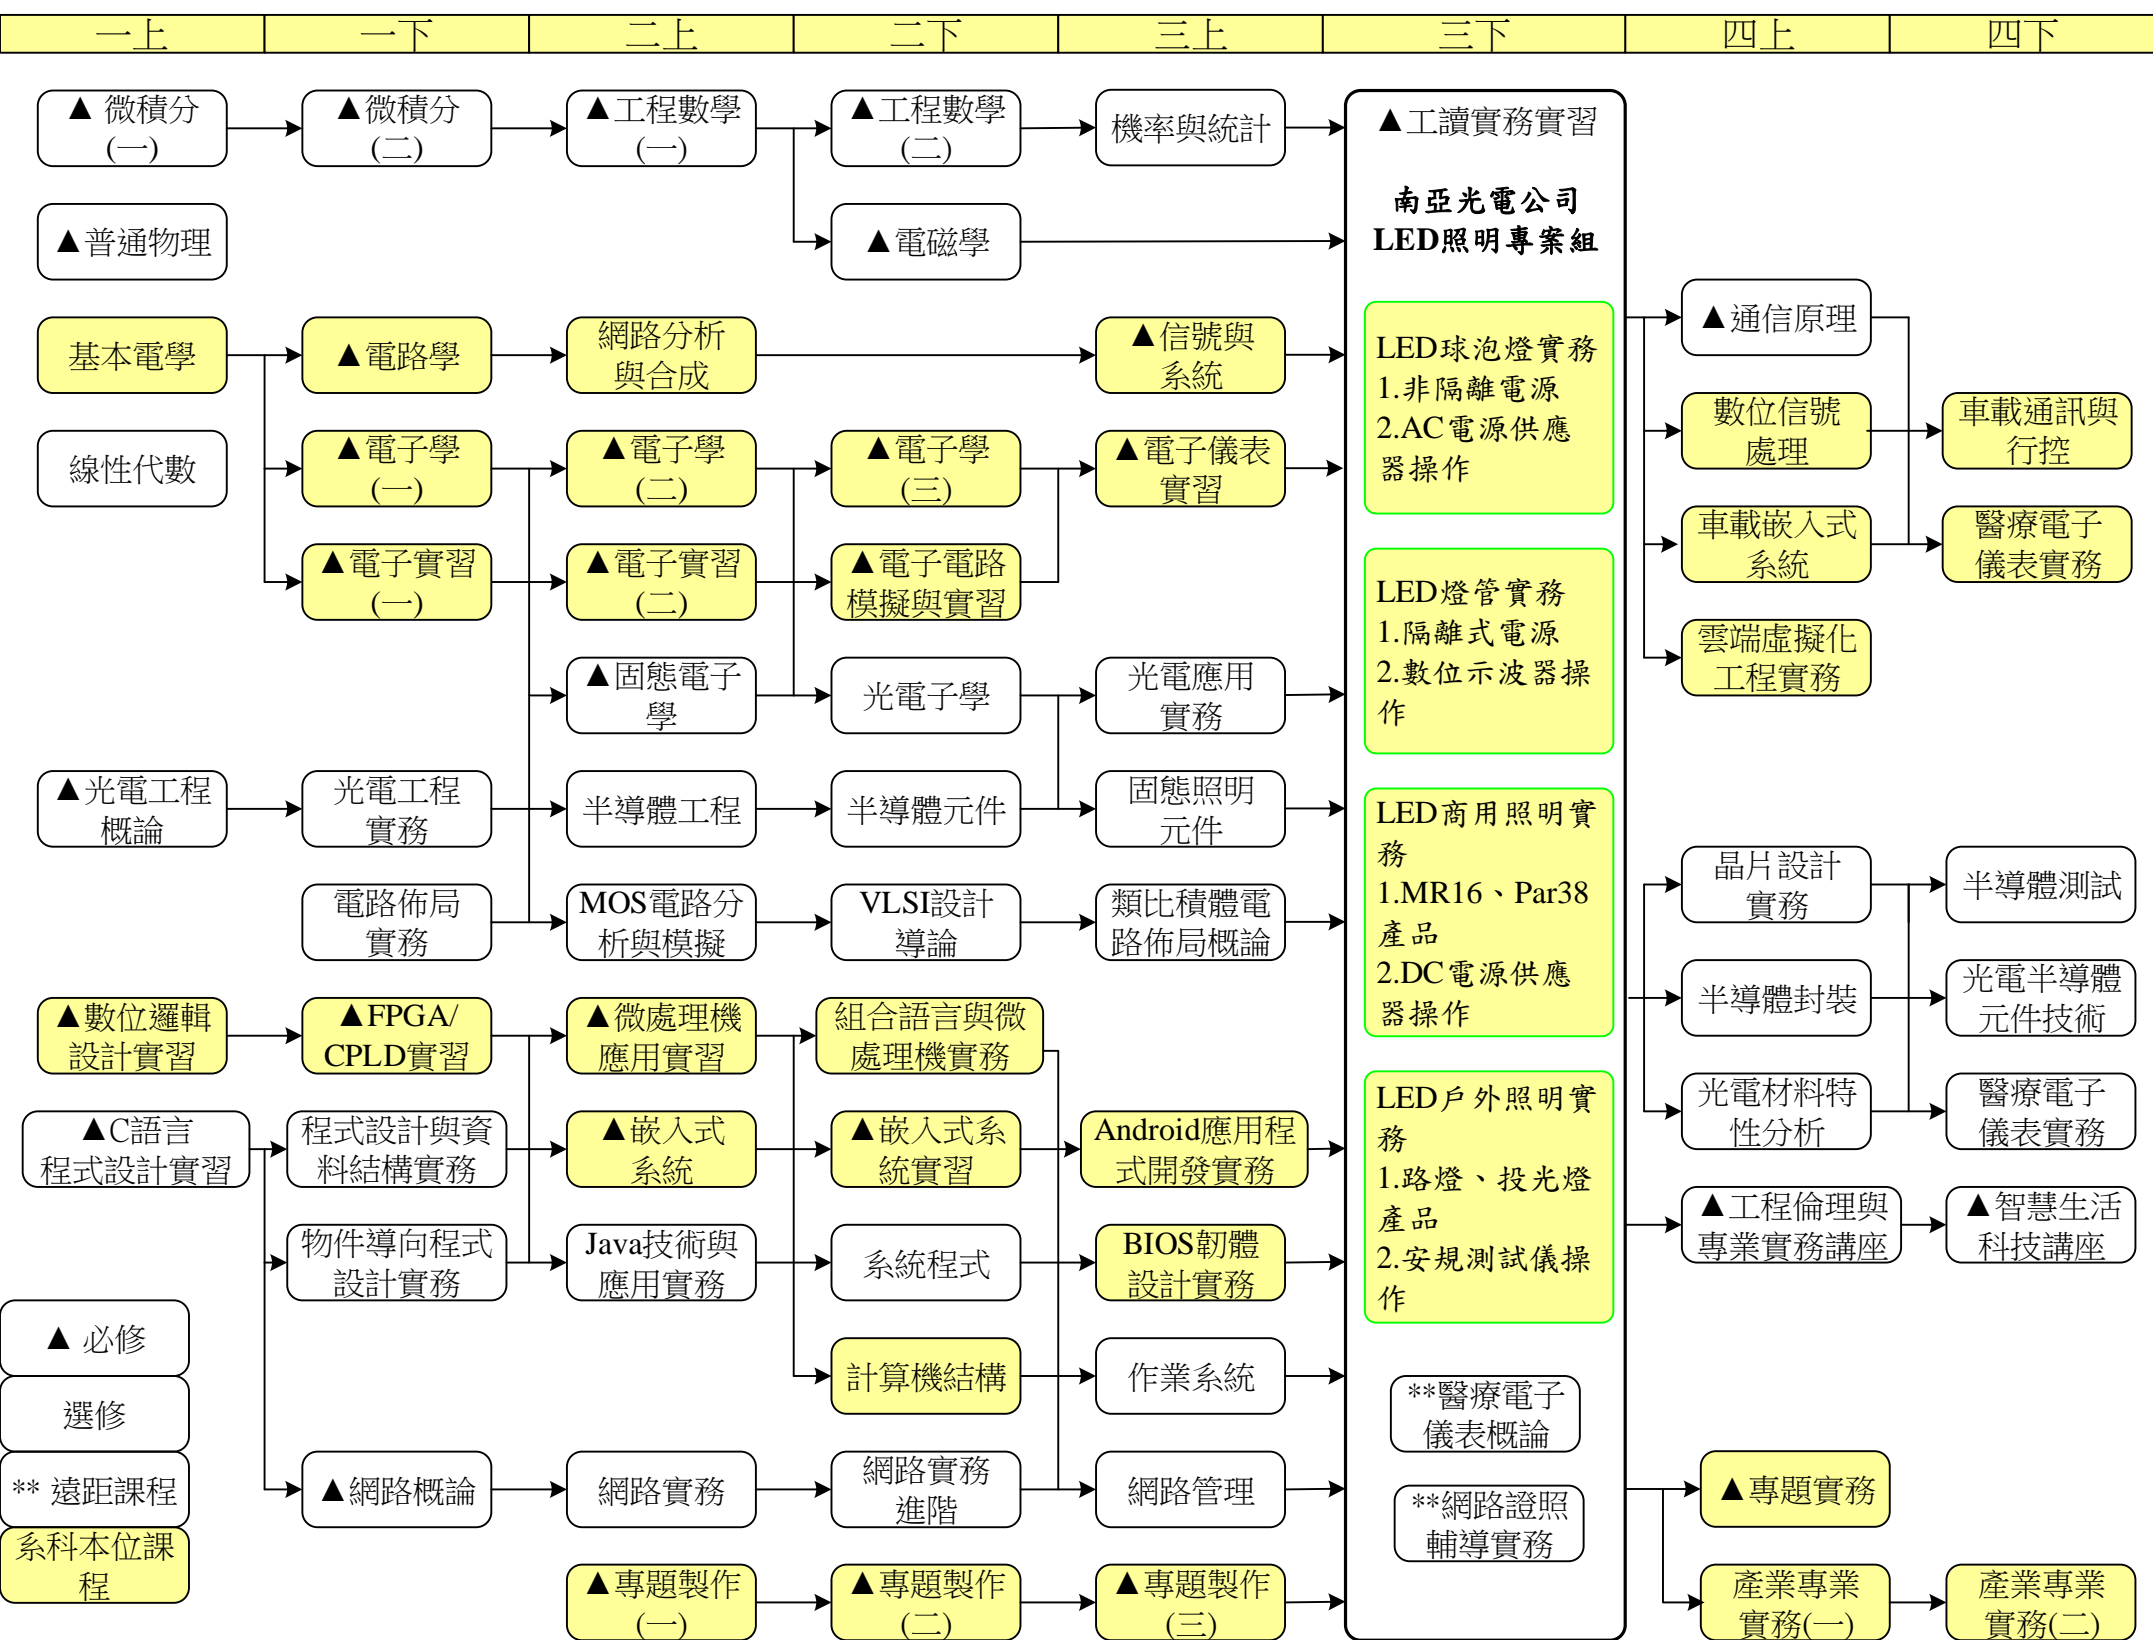 一上
一下
二上
二下
三上
三下
四上
四下
▲ 微積分
(一)
▲微積分
(二)
▲工程數學
(一)
▲工程數學
(二)
機率與統計
▲工讀實務實習
南亞光電公司
LED照明專案組
▲普通物理
▲電磁學
基本電學
▲電路學
網路分析
與合成
▲信號與
系統
LED球泡燈實務
1.非隔離電源
2.AC電源供應
器操作
▲通信原理
線性代數
▲電子學
(一)
▲電子學
(二)
▲電子學
(三)
▲電子儀表
實習
數位信號
處理
車載通訊與
行控
▲電子實習
(一)
▲電子實習
(二)
▲電子電路
模擬與實習
LED燈管實務
1.隔離式電源
2.數位示波器操
作
車載嵌入式
系統
醫療電子
儀表實務
▲固態電子
學
光電子學
光電應用
實務
雲端虛擬化
工程實務
▲光電工程
概論
光電工程
實務
半導體工程
半導體元件
固態照明
元件
LED商用照明實
務
1.MR16、Par38
產品
2.DC電源供應
器操作
電路佈局
實務
MOS電路分
析與模擬
VLSI設計
導論
類比積體電
路佈局概論
晶片設計
實務
半導體測試
半導體封裝
光電半導體
元件技術
▲數位邏輯
設計實習
▲FPGA/
CPLD實習
▲微處理機
應用實習
組合語言與微
處理機實務
LED戶外照明實
務
1.路燈、投光燈
產品
2.安規測試儀操
作
光電材料特
性分析
醫療電子
儀表實務
▲C語言
程式設計實習
程式設計與資
料結構實務
▲嵌入式
系統
▲嵌入式系
統實習
Android應用程
式開發實務
▲工程倫理與
專業實務講座
▲智慧生活
科技講座
物件導向程式
設計實務
Java技術與
應用實務
系統程式
BIOS韌體
設計實務
▲ 必修
選修
** 遠距課程
系科本位課
程
計算機結構
作業系統
**醫療電子
儀表概論
▲網路概論
網路實務
網路實務
進階
網路管理
**網路證照
輔導實務
▲專題實務
▲專題製作
(一)
▲專題製作
(二)
▲專題製作
(三)
產業專業
實務(一)
產業專業
實務(二)